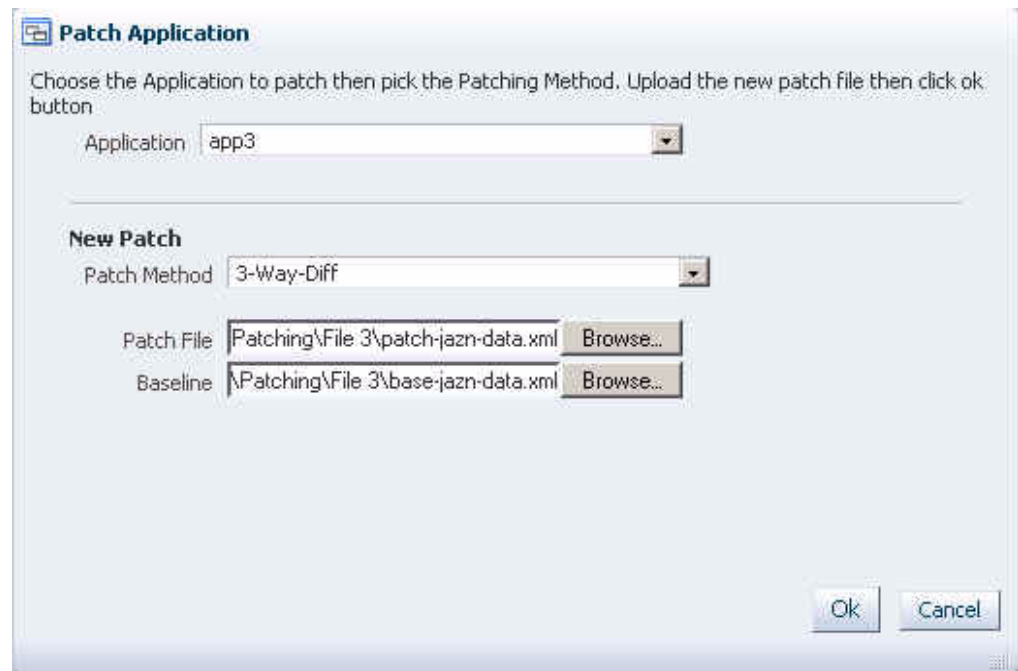 Patch Application
Choose the Application to patch then pick the Patching Method. Upload the new patch file then click ok
button
Application app3
New Patch
Patch Method 3-Way-Diff
Patch File Patching\File 3\patch-jazn-data.xml Browse...
Baseline \Patching\File 3\base-jazn-data.xml Browse...
Ok Cancel